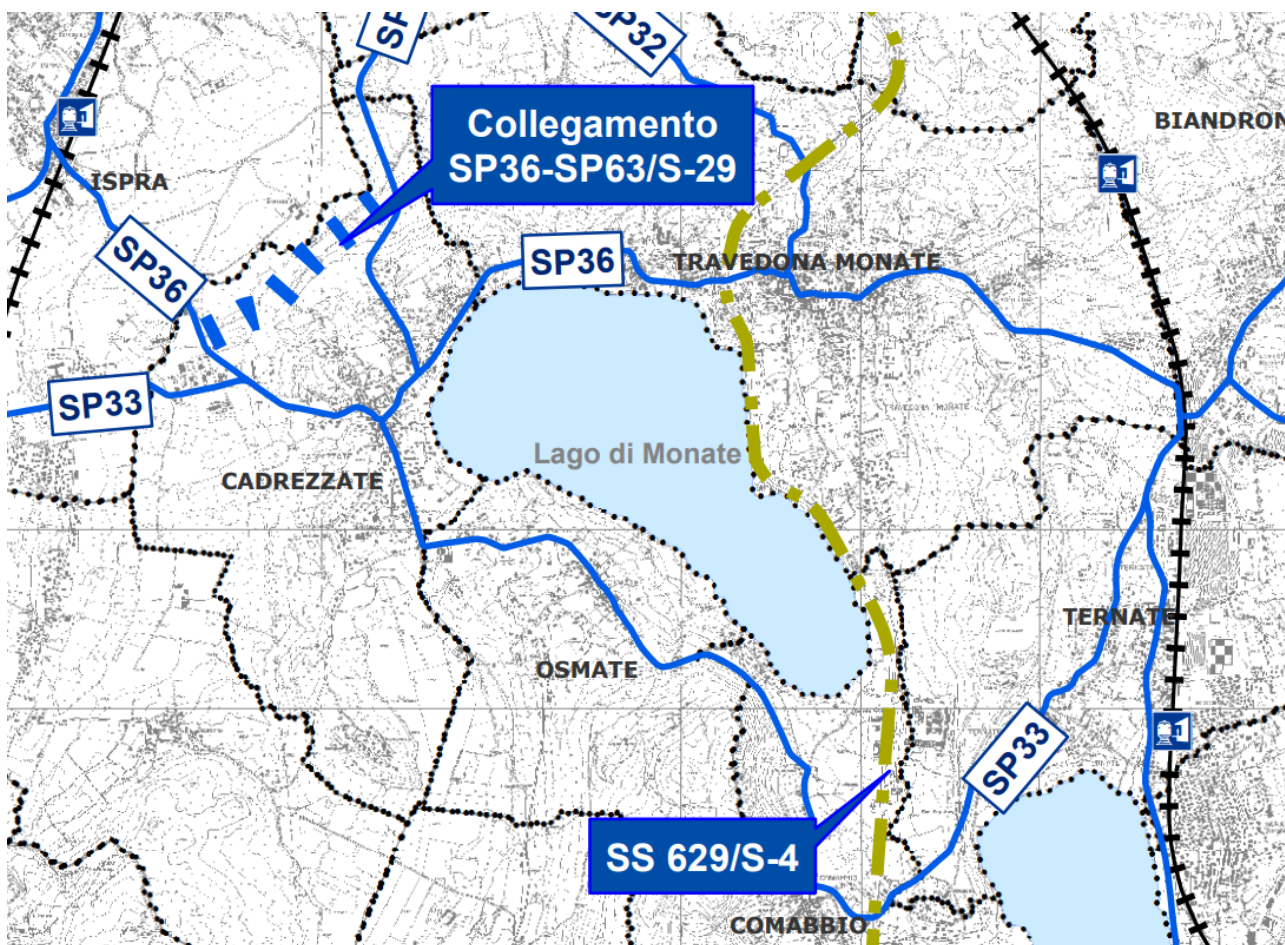 SP
SP32
Collegamento
SP36-SP63/S-29
BIANDRON
ISPRA
SP36
SP36
TRAVEDONA MONATE
SP33
Lago di Monate
CADREZZATE
TERNATE
OSMATE
SP33
SS 629/S-4
COMABBIO